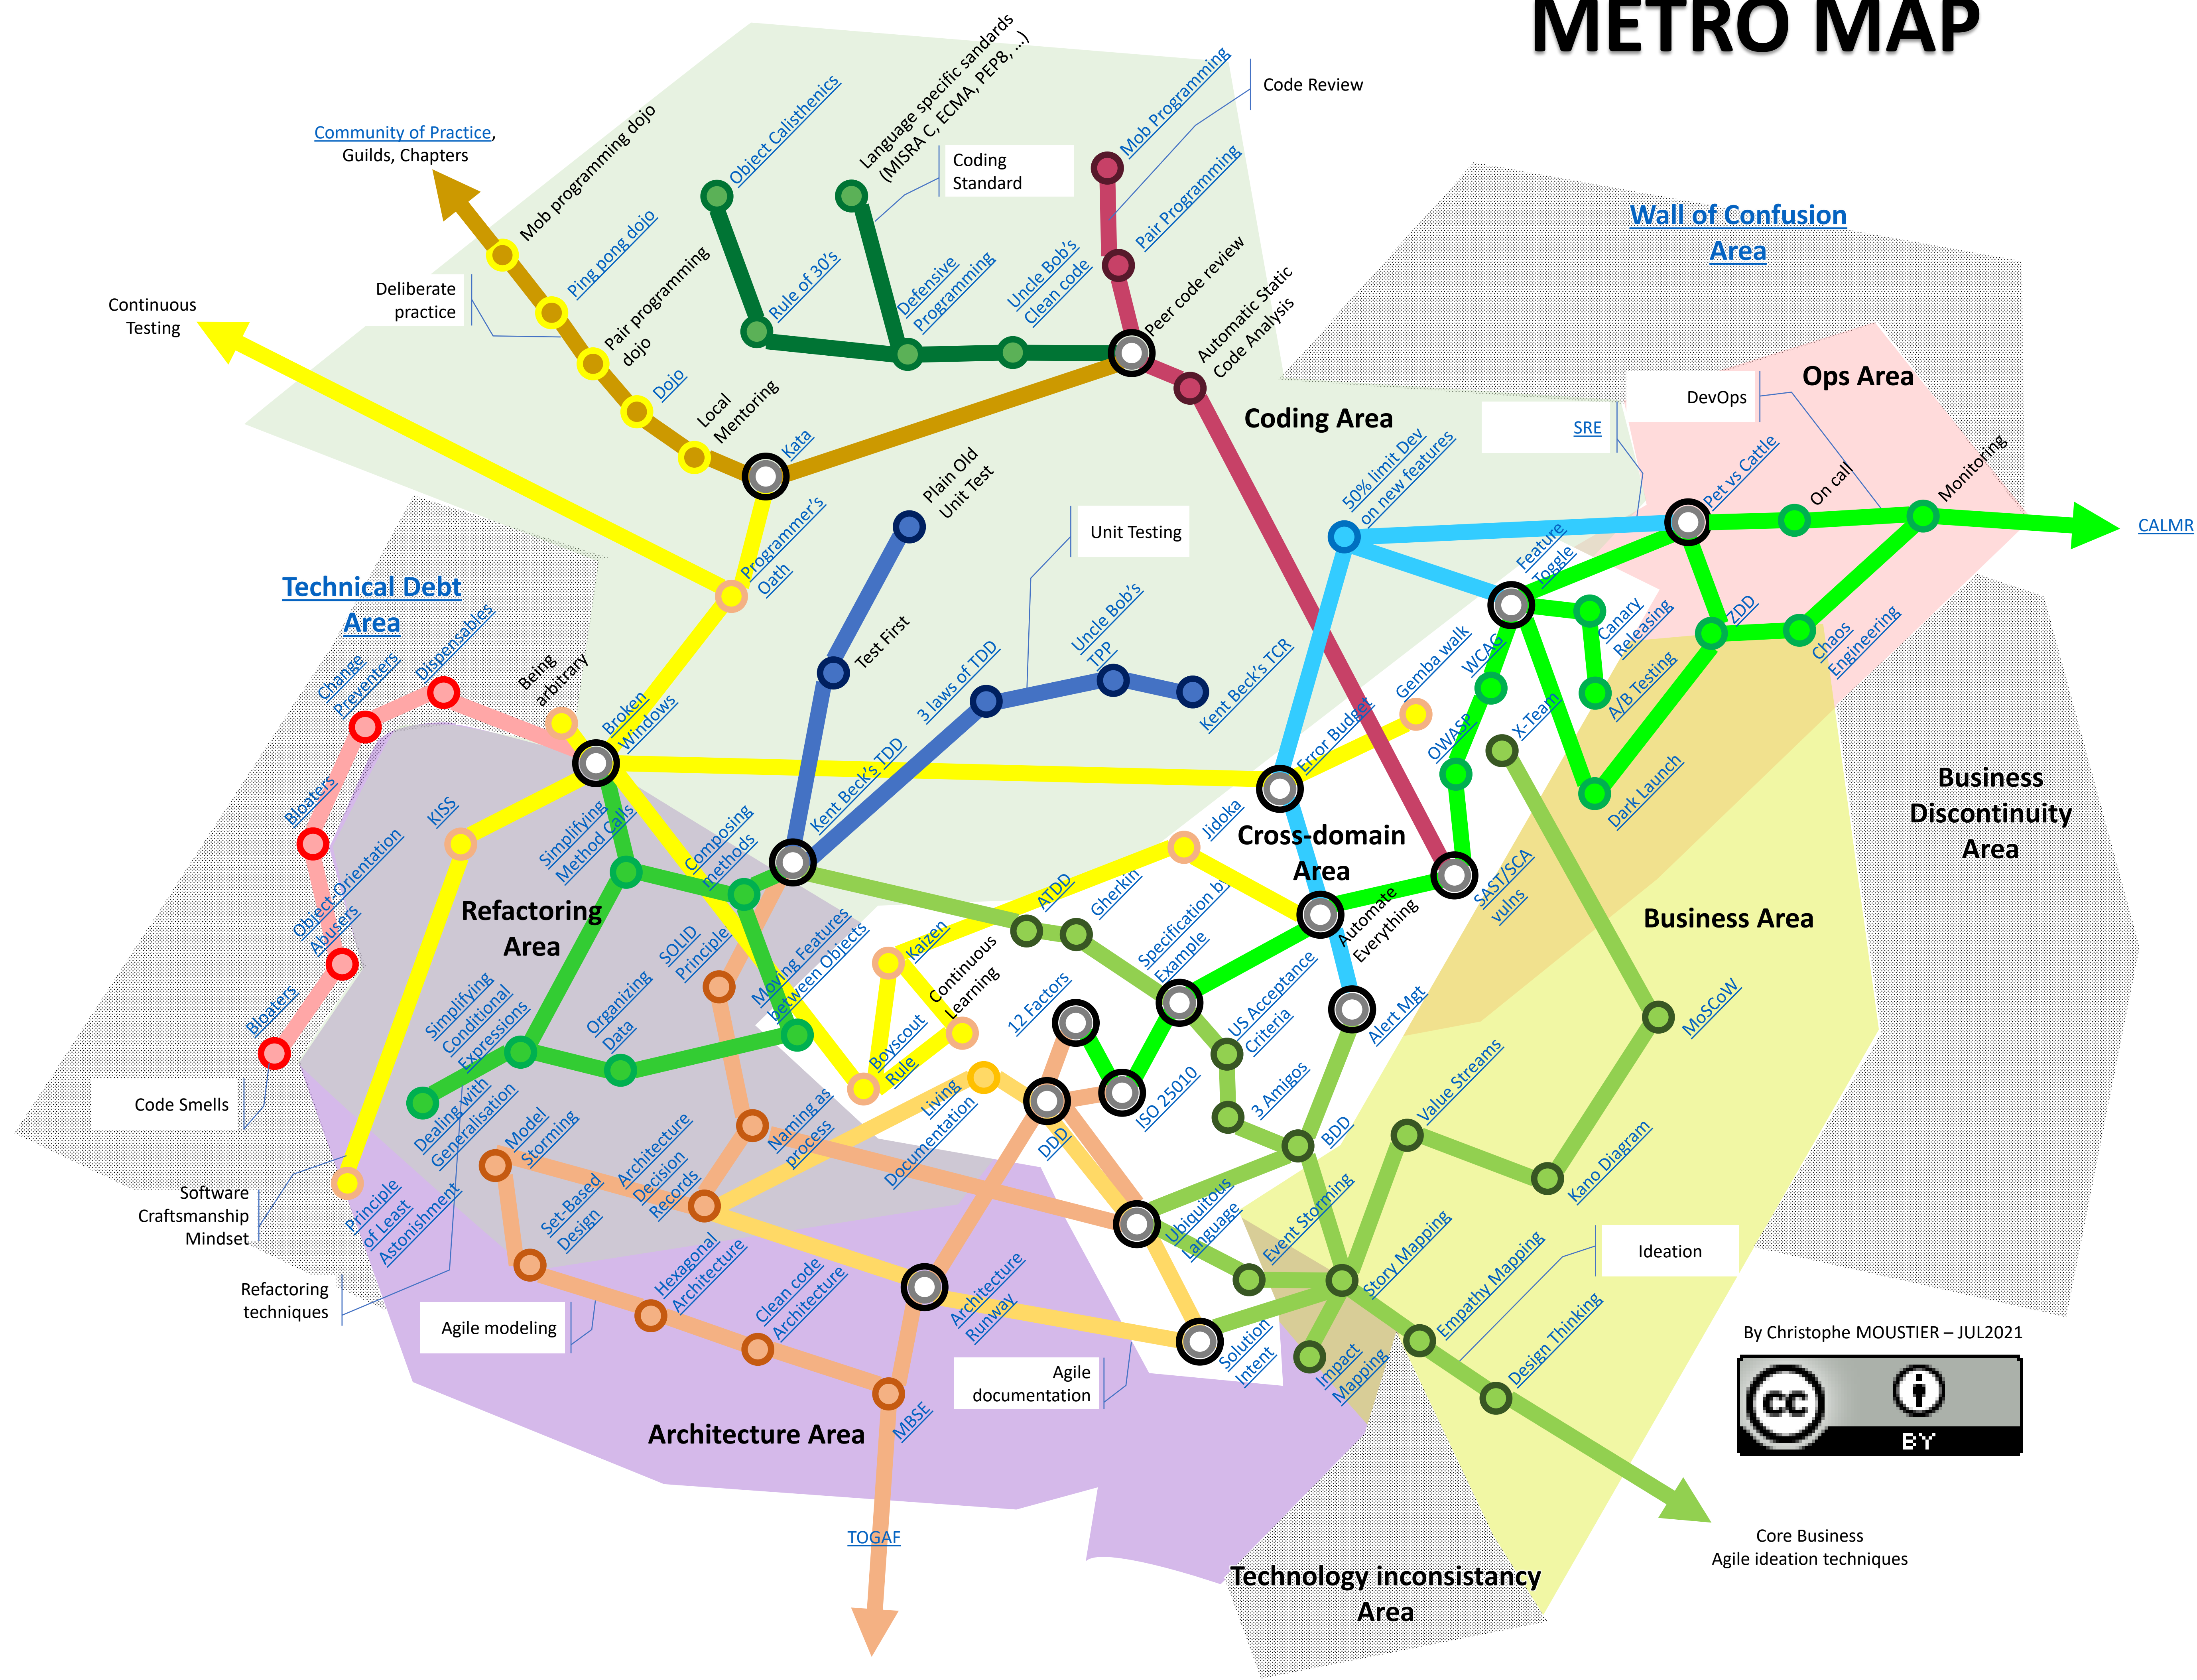 METRO MAP
Community of Practice,
Guilds, Chapters
Mob programming dojo
Object Calisthenics
Language specific sandards
(MISRA C, ECMA, PEP8, …)
Coding
Standard
Mob Programming
Code Review
Pair Programming
Ping pong dojo
Deliberate
practice
Pair programming
dojo
Rule of 30's
Defensive
Programming
Uncle Bob's
Clean code
Peer code review
Automatic Static
Code Analysis
Continuous
Testing
Dojo
Local
Mentoring
Kata
Coding Area
Wall of Confusion
Area
Ops Area
DevOps
SRE
Pet vs Cattle
On call
Monitoring
CALMR
50% limit Dev
on new features
Plain Old
Unit Test
Unit Testing
Programmer's
Oath
Feature
Toggle
Canary
Releasing
ZDD
Chaos
Engineering
Technical Debt
Area
Change
Preventers
Dispensables
Being
arbitrary
Broken
Windows
Test First
3 laws of TDD
Uncle Bob's
TPP
Kent Beck's TCR
Error Budget
Gemba walk
WCAG
OWASP
X-Team
A/B Testing
Dark Launch
Business
Discontinuity
Area
Bloaters
KISS
Simplifying
Method Calls
Composing
methods
Kent Beck's TDD
Jidoka
Cross-domain
Area
Automate
Everything
SAST/SCA
vulns
Business Area
Object-Orientation
Abusers
Refactoring
Area
SOLID
Principle
Moving Features
between Objects
Kaizen
Continuous
Learning
ATDD
Gherkin
Specification by
Example
Bloaters
Simplifying
Conditional
Expressions
Organizing
Data
Boyscout
Rule
12 Factors
US Acceptance
Criteria
Alert Mgt
MoSCoW
Code Smells
Dealing with
Generalisation
Model
Storming
Architecture
Decision
Records
Naming as
process
Living
Documentation
DDD
ISO 25010
3 Amigos
BDD
Value Streams
Kano Diagram
Software
Craftsmanship
Mindset
Principle
of Least
Astonishment
Set-Based
Design
Ubiquitous
Language
Event Storming
Story Mapping
Empathy Mapping
Ideation
Refactoring
techniques
Agile modeling
Hexagonal
Architecture
Clean code
Architecture
Architecture
Runway
Agile
documentation
Solution
Intent
Impact
Mapping
Design Thinking
By Christophe MOUSTIER – JUL2021
cc
BY
MBSE
Architecture Area
TOGAF
Core Business
Agile ideation techniques
Technology inconsistancy
Area